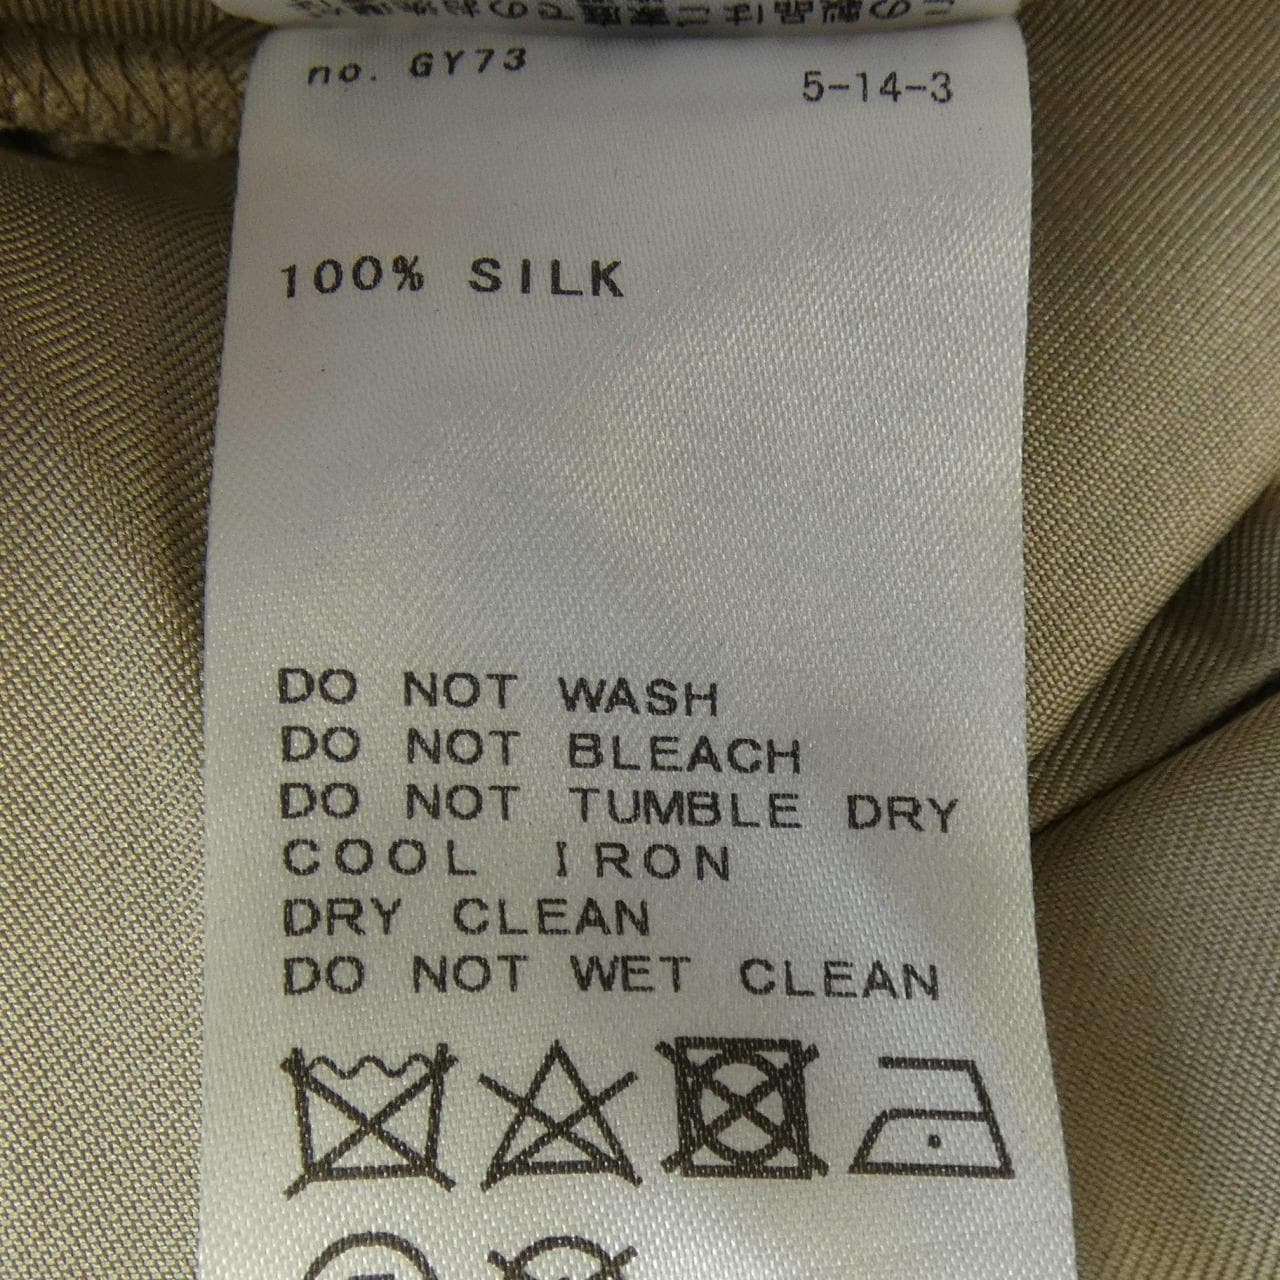 no. GY73
5-14-3
100% SILK
DO NOT WASH
DO NOT BLEACH
DO NOT TUMBLE DRY
COOL IRON
DRY CLEAN
DO NOT WET CLEAN